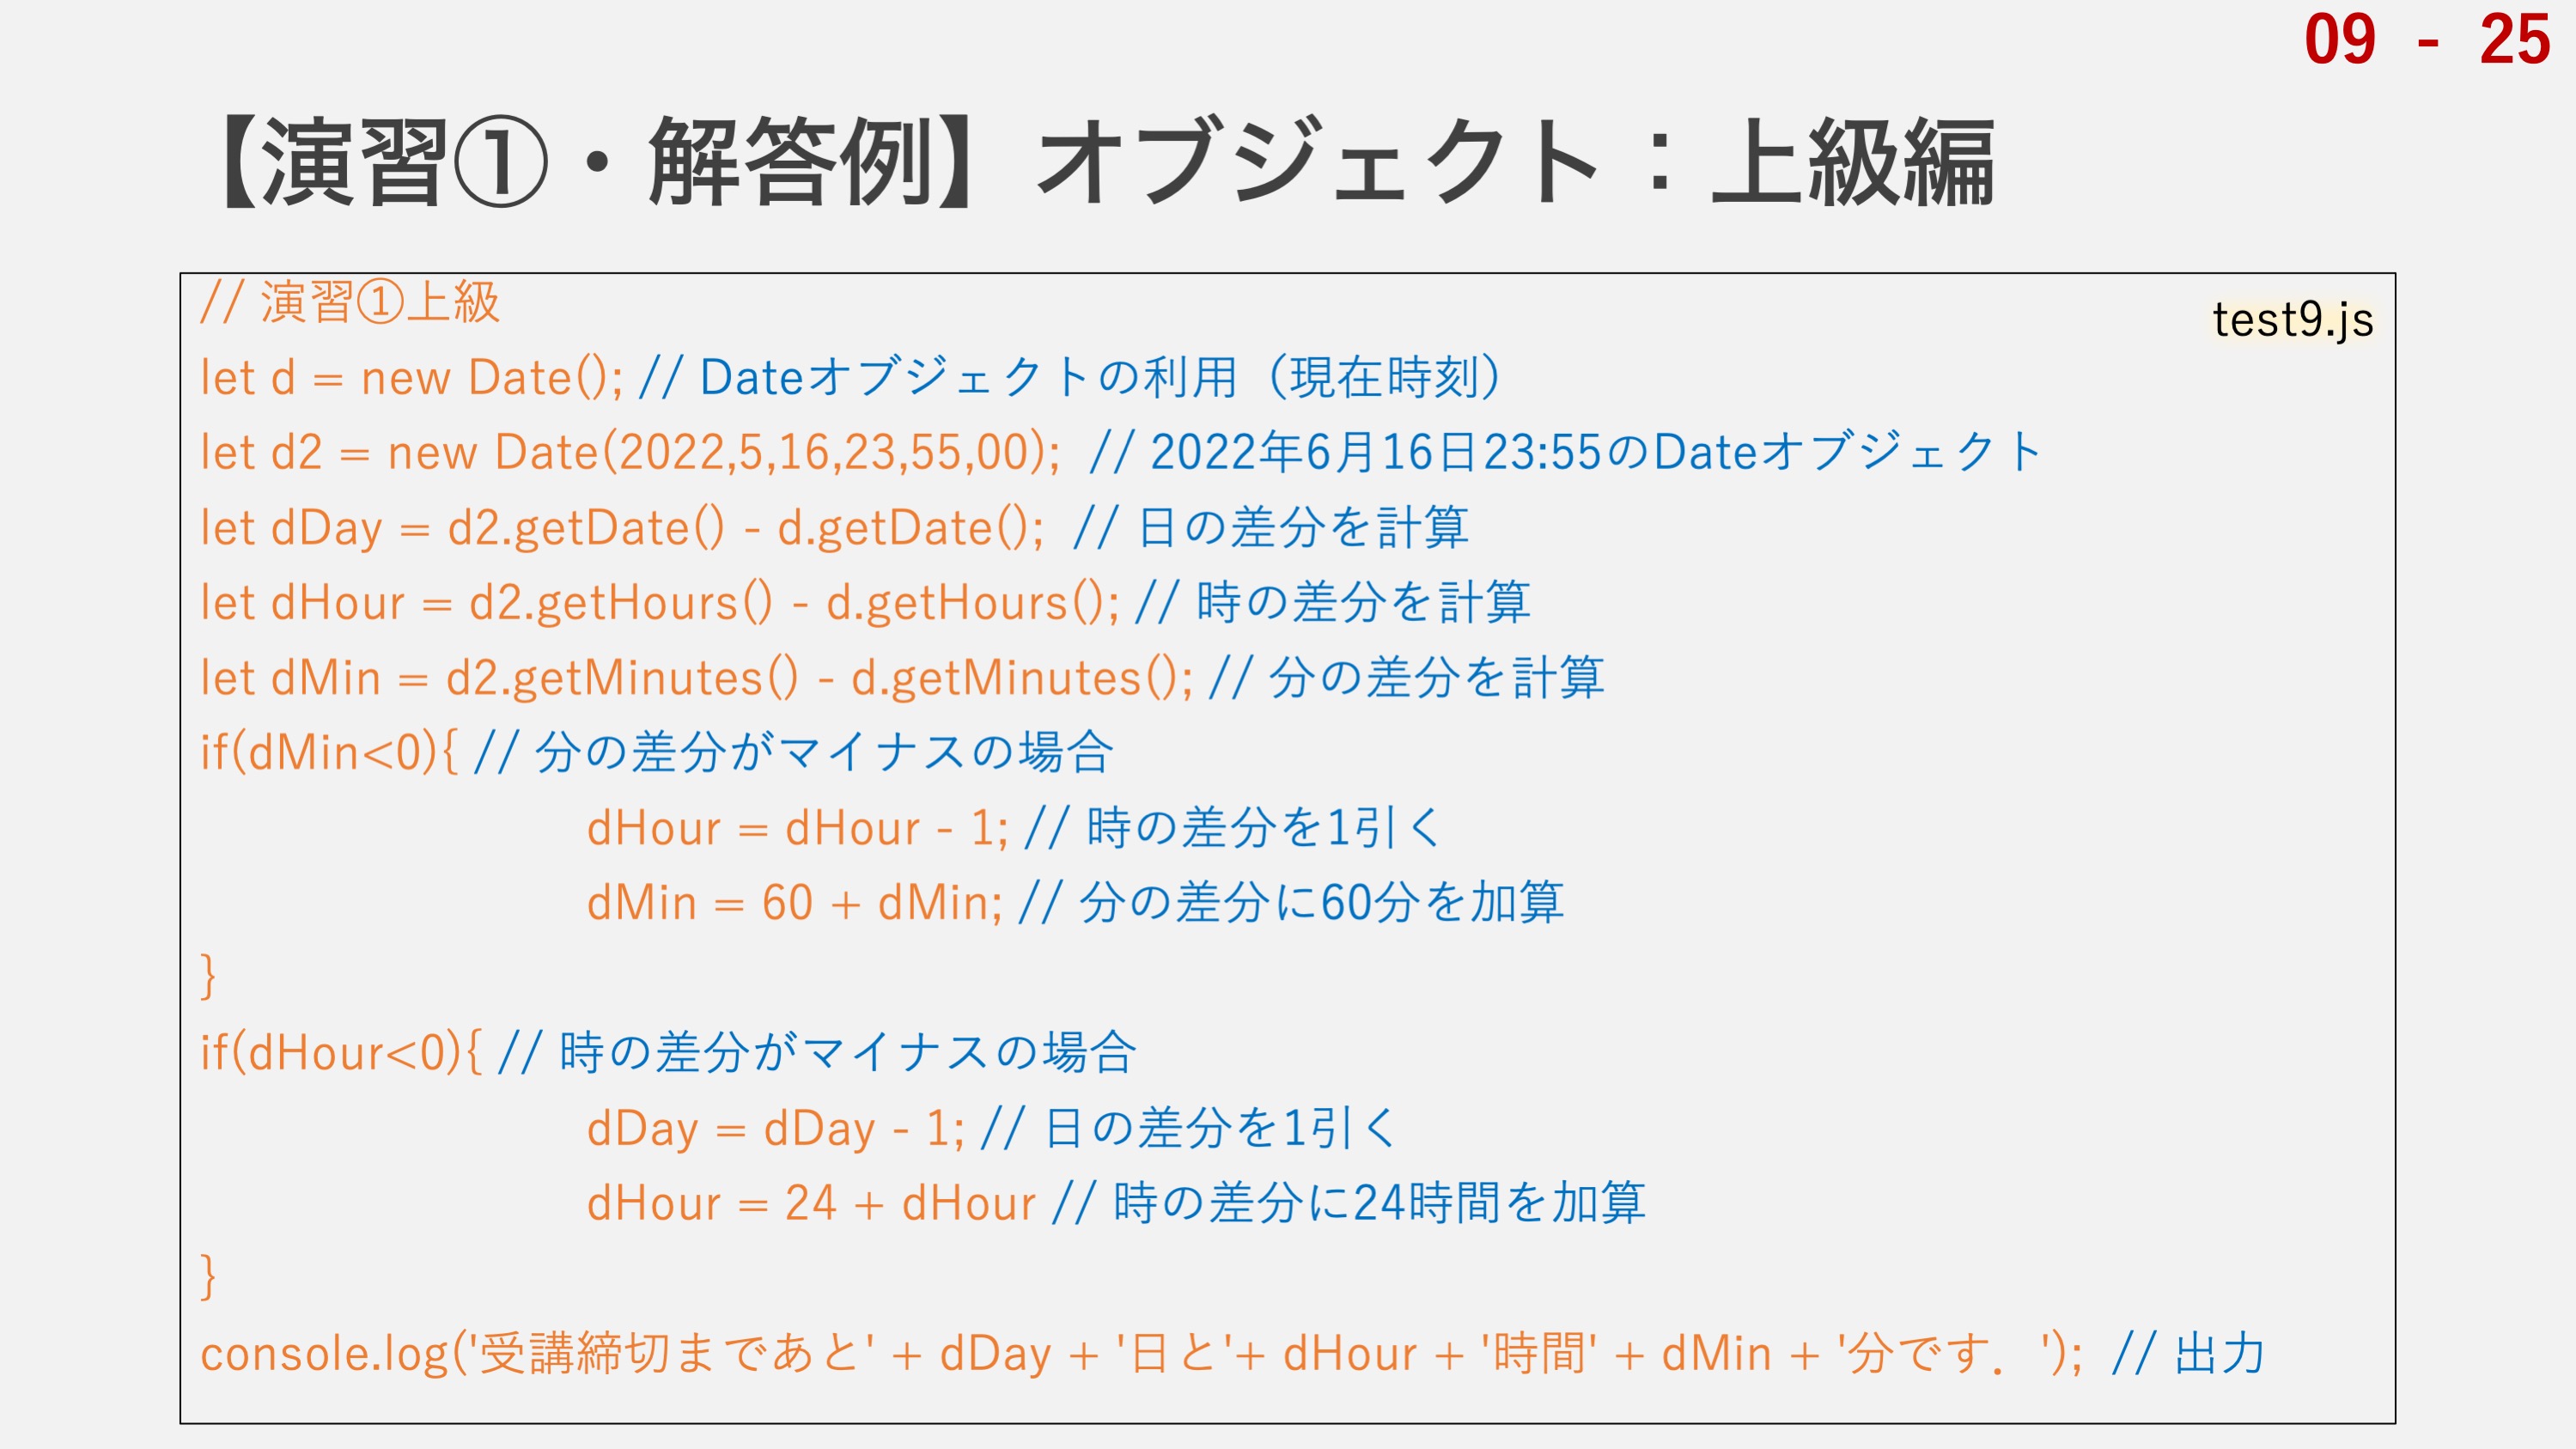 09 - 25
【演習①・解答例】オブジェクト：上級編
// 演習①上級
test9.js
let d = new Date(); // Dateオブジェクトの利用（現在時刻）
let d2 = new Date(2022,5,16,23,55,00);  // 2022年6月16日23:55のDateオブジェクト
let dDay = d2.getDate() - d.getDate();  // 日の差分を計算
let dHour = d2.getHours() - d.getHours(); // 時の差分を計算
let dMin = d2.getMinutes() - d.getMinutes(); // 分の差分を計算
if(dMin<0){ // 分の差分がマイナスの場合
dHour = dHour - 1; // 時の差分を1引く
dMin = 60 + dMin; // 分の差分に60分を加算
}
if(dHour<0){ // 時の差分がマイナスの場合
dDay = dDay - 1; // 日の差分を1引く
dHour = 24 + dHour // 時の差分に24時間を加算
}
console.log('受講締切まであと' + dDay + '日と'+ dHour + '時間' + dMin + '分です．');  // 出力